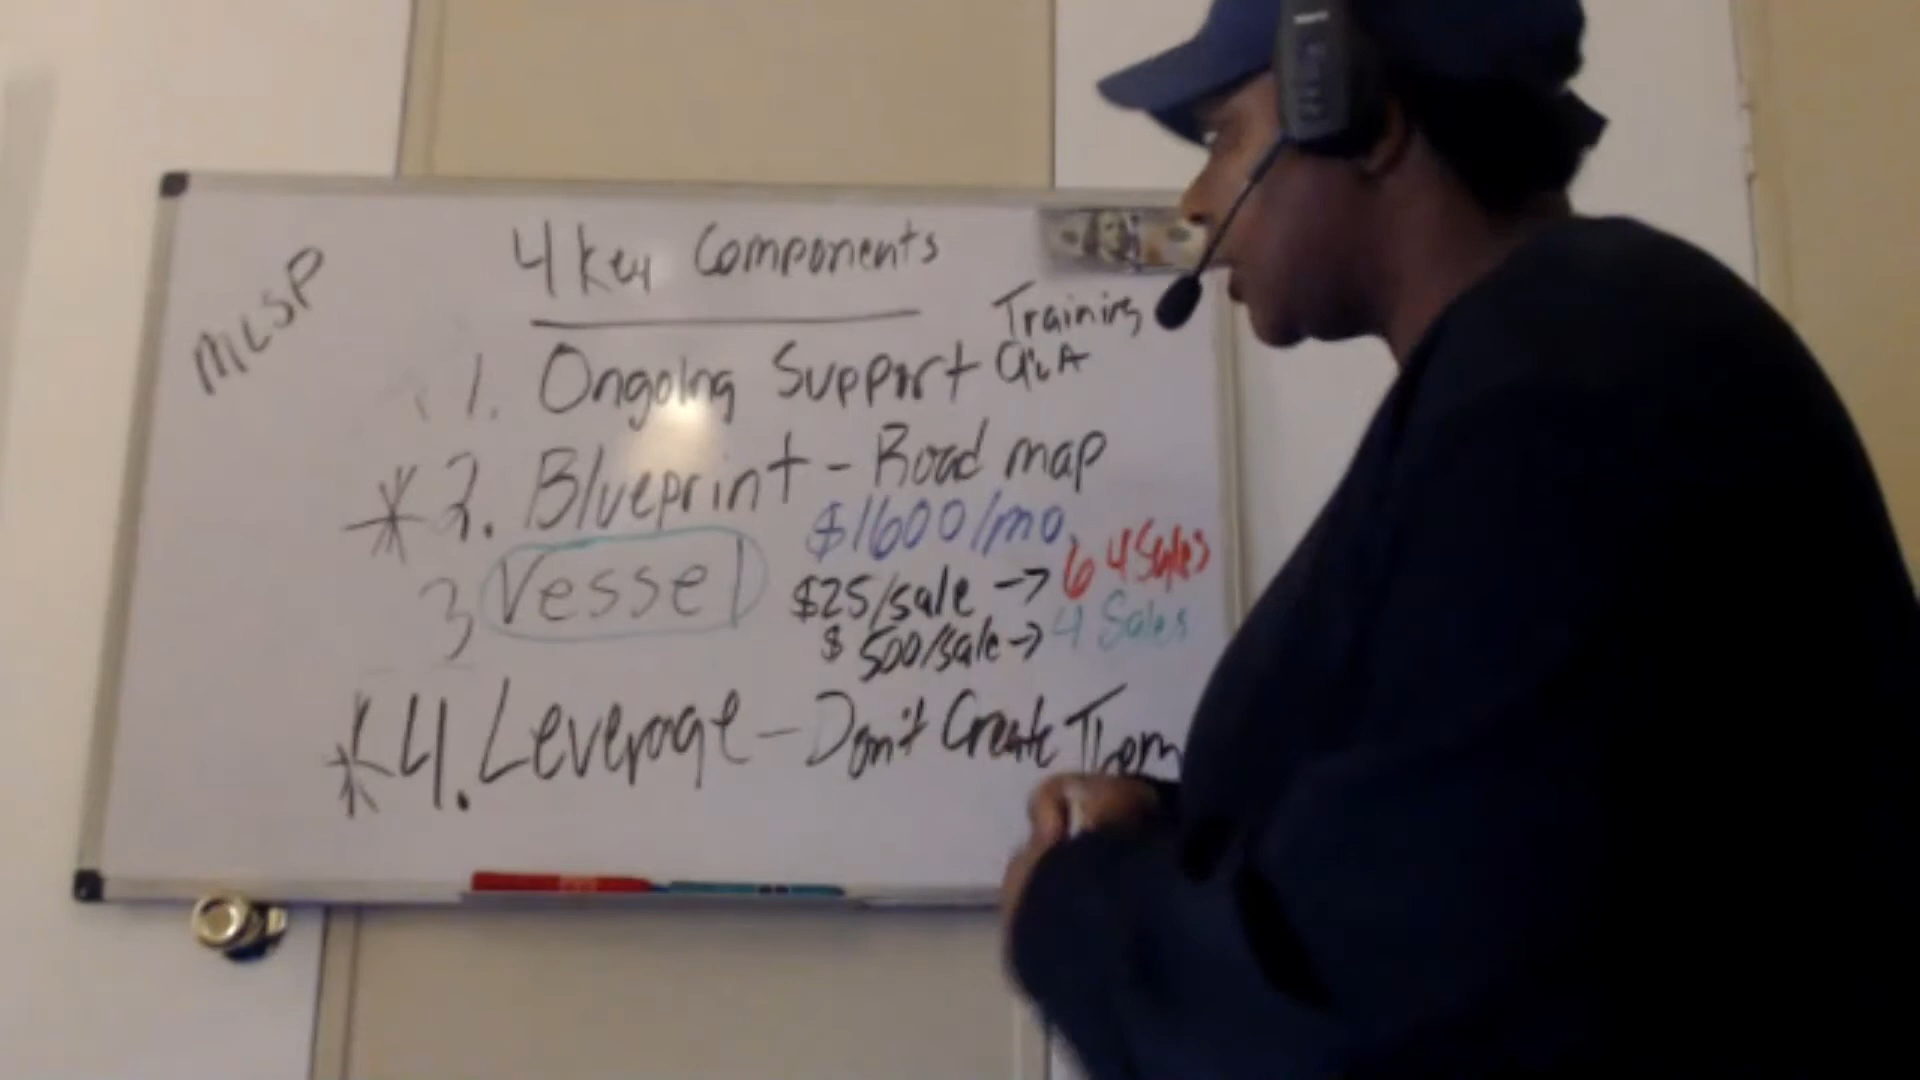 MLSP
4 Key Components
Training
1. Ongoing Support Q&A
* 2. Blueprint - Road map
$1600/mo.
3 Vessel
$25/sale -> 64 Sales
$500/sale -> 4 Sales
* 4. Leverage - Don't Create Them